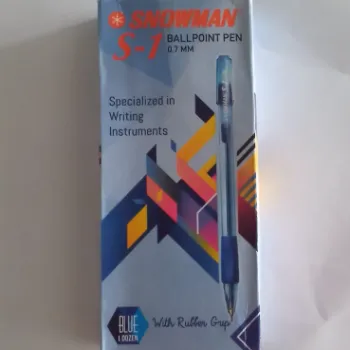 SNOWMAN
S-1 BALLPOINT PEN
0.7 MM
Specialized in
Writing
Instruments
BLUE
1 DOZEN
With Rubber Grip